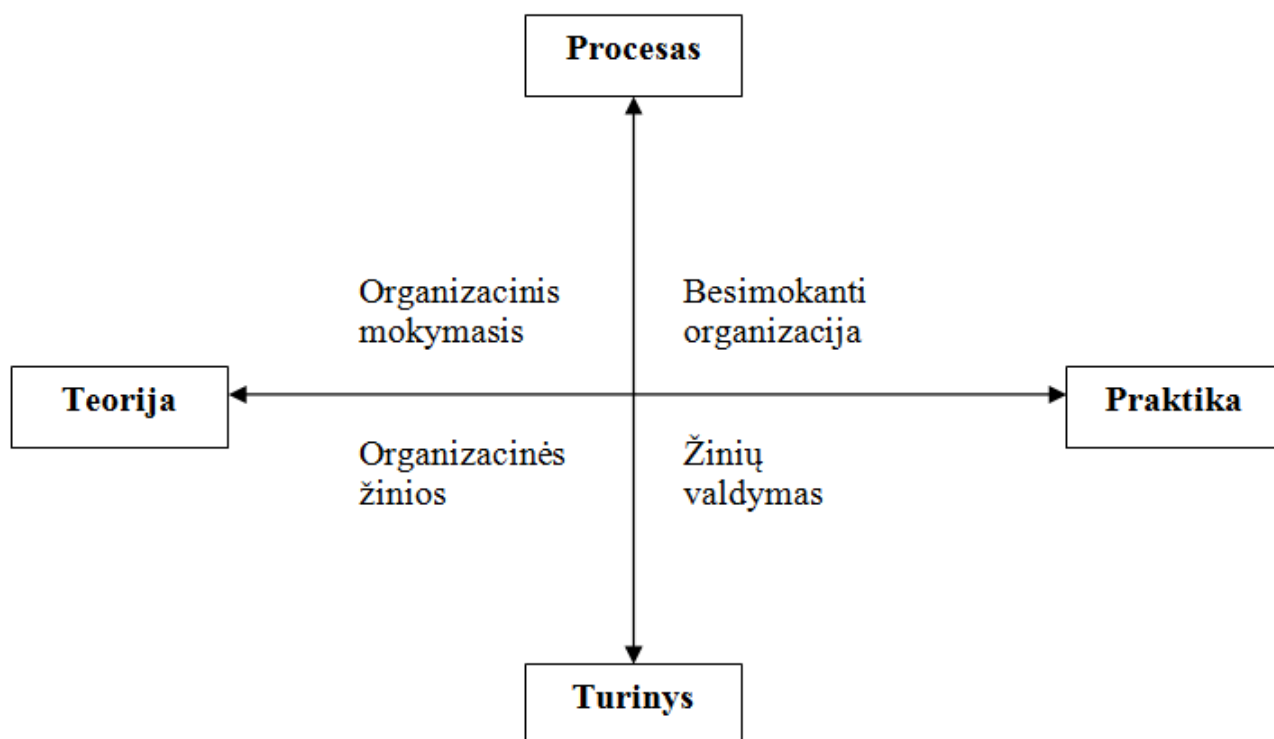 Procesas
Organizacinis
mokymasis
Besimokanti
organizacija
Teorija
Praktika
Organizacinės
žinios
Žinių
valdymas
Turinys